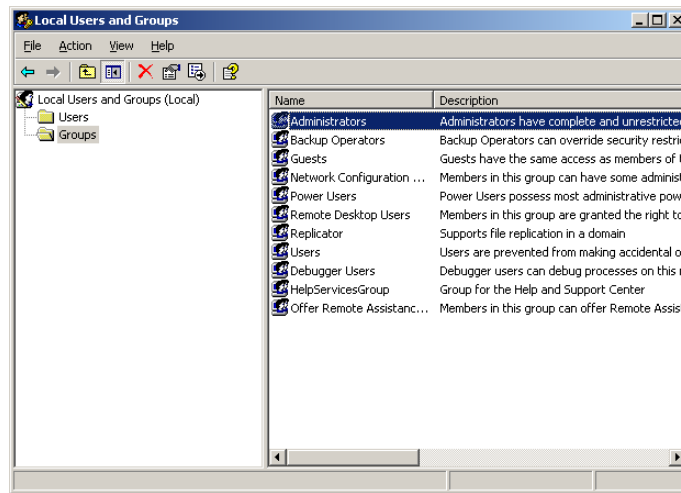 Local Users and Groups
File Action View Help
Local Users and Groups (Local)
Users
Groups
Name Description
Administrators Administrators have complete and unrestricted
Backup Operators Backup Operators can override security restri
Guests Guests have the same access as members of
Network Configuration ... Members in this group can have some adminis
Power Users Power Users possess most administrative pow
Remote Desktop Users Members in this group are granted the right to
Replicator Supports file replication in a domain
Users Users are prevented from making accidental o
Debugger Users Debugger users can debug processes on this
HelpServicesGroup Group for the Help and Support Center
Offer Remote Assistanc... Members in this group can offer Remote Assis